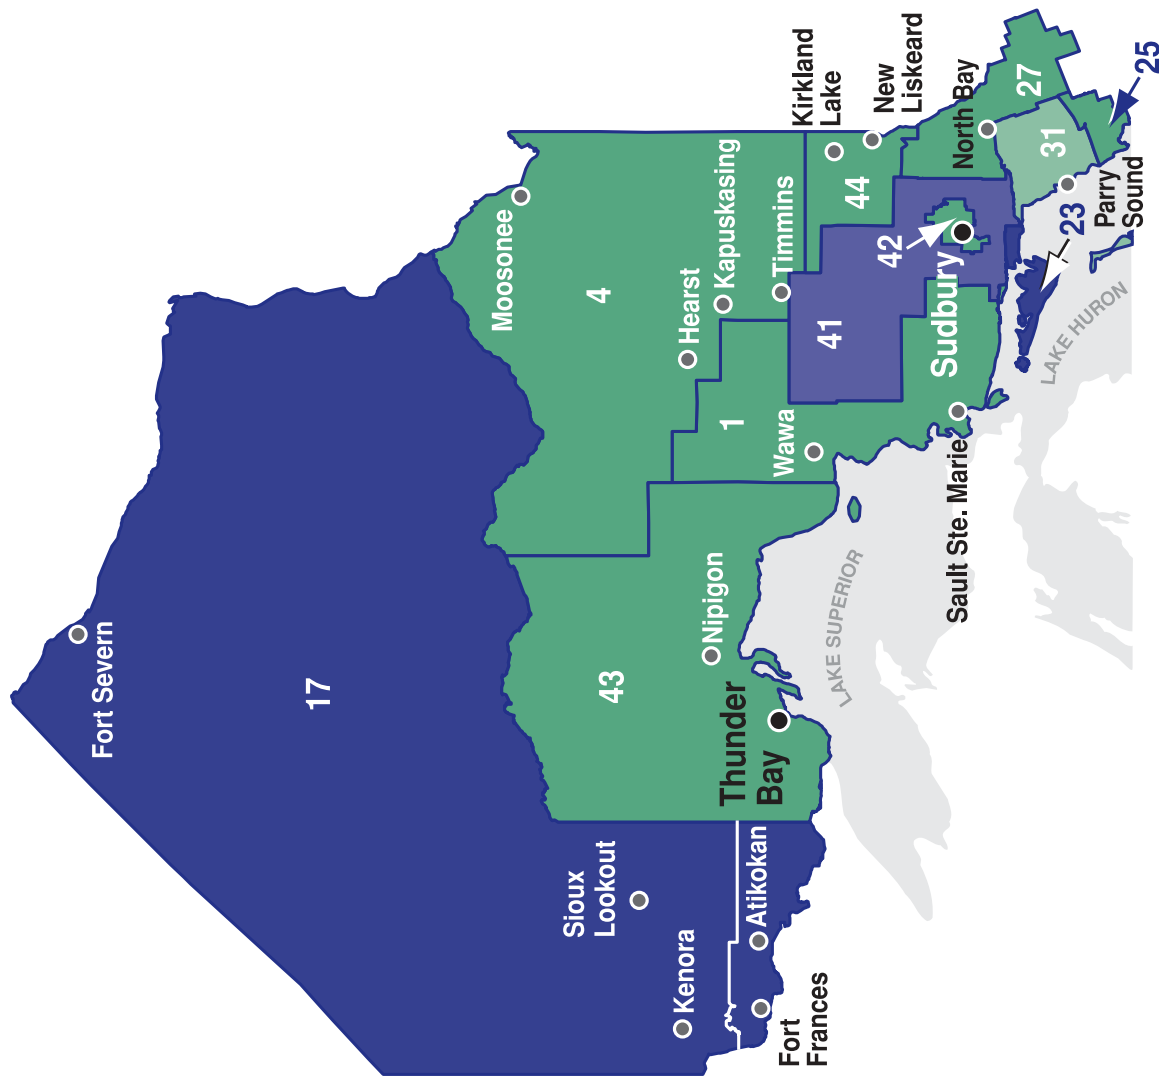 Fort Severn
17
Sioux
Lookout
Kenora
Atikokan
Fort
Frances
43
Nipigon
Thunder
Bay
LAKE SUPERIOR
Moosonee
4
Hearst
Kapuskasing
Timmins
1
Wawa
Sault Ste. Marie
41
Sudbury
42
44
Kirkland
Lake
New
Liskeard
North Bay
27
31
25
Parry
Sound
23
LAKE HURON